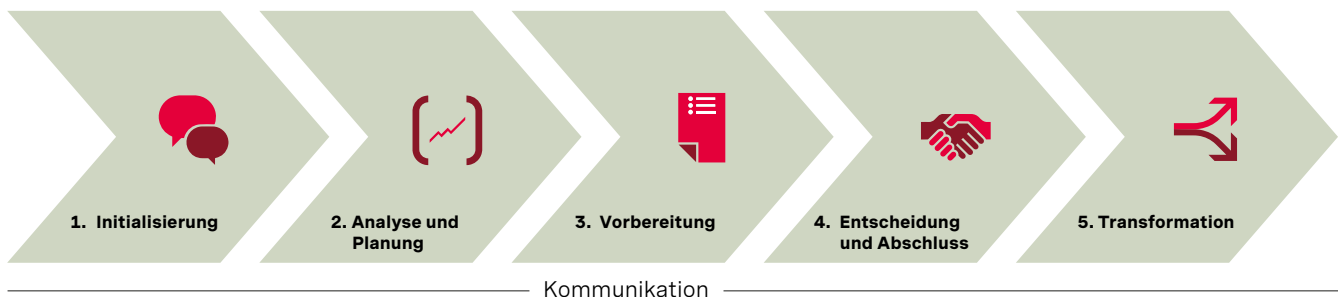 1. Initialisierung
2. Analyse und
Planung
3. Vorbereitung
4. Entscheidung
und Abschluss
5. Transformation
Kommunikation